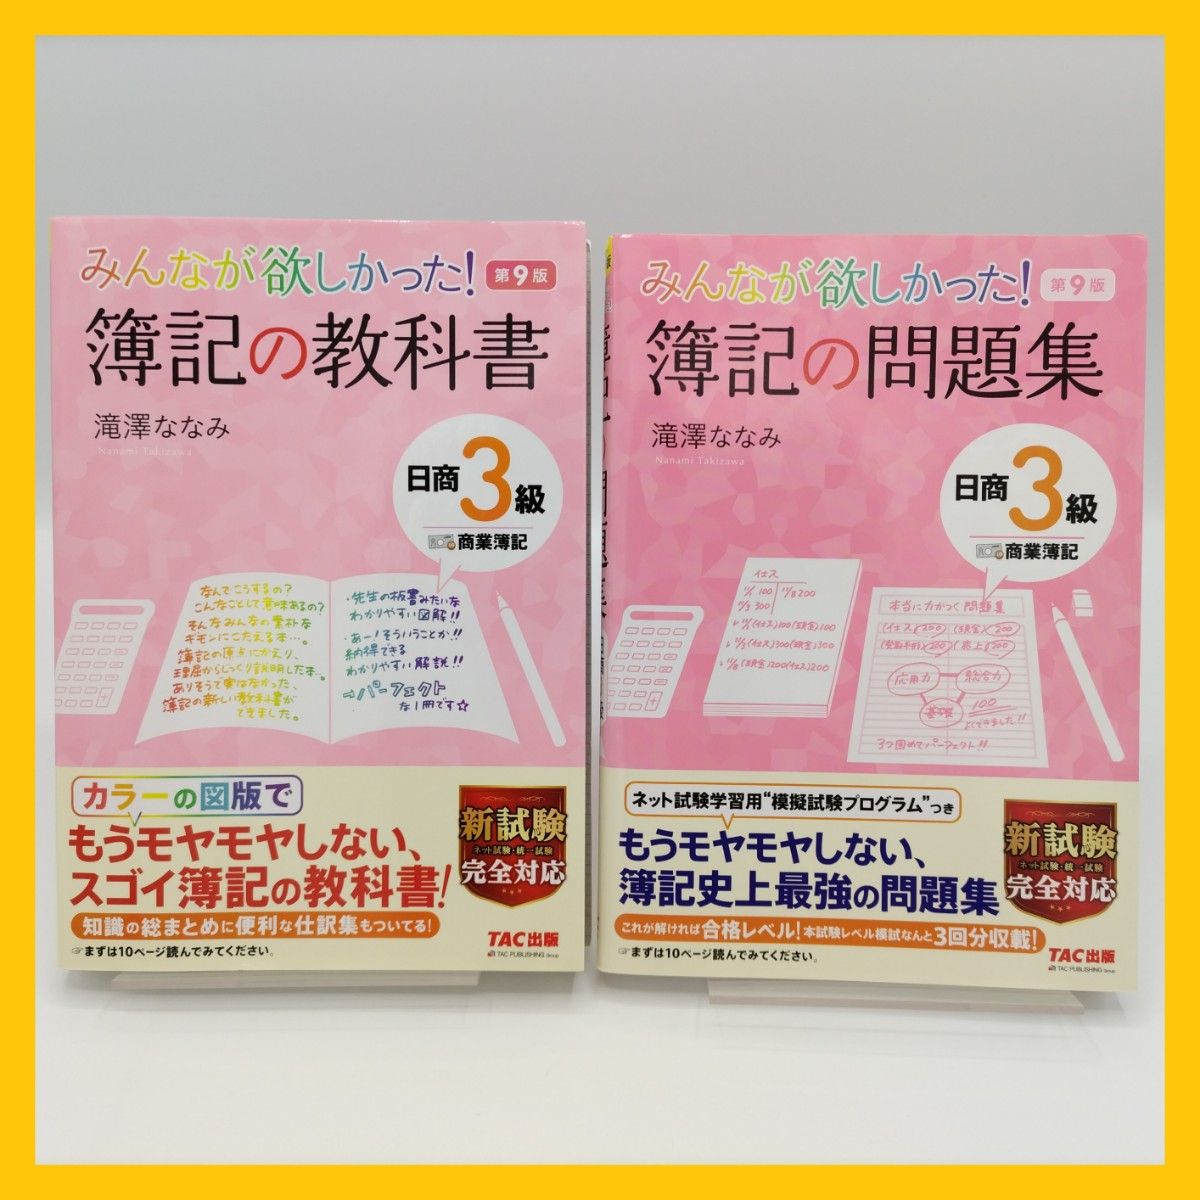 みんなが欲しかった!
第9版
簿記の教科書
滝澤ななみ
Nanami Takizawa
日商3級
商業簿記
なんでこうするの?
こんなことして意味あるの?
そんなみんなの素朴な
ギモンにこたえる本…。
簿記の原点にかえり、
理屈からじっくり説明した本。
ありそうで実はなかった、
簿記の新しい教科書が
できました。
・先生の板書みたいな
わかりやすい図解!!
・あー!そういうことか!!
納得できる
わかりやすい解説!!
⇒パーフェクト
な1冊です☆
カラーの図版で
もうモヤモヤしない、
スゴイ簿記の教科書!
新試験
ネット試験・統一試験
完全対応
知識の総まとめに便利な仕訳集もついてる!
☞まずは10ページ読んでみてください。
TAC出版
TAC PUBLISHING Group
みんなが欲しかった!
第9版
簿記の問題集
滝澤ななみ
Nanami Takizawa
日商3級
商業簿記
本当に力がつく 問題集
応用力
総合力
基礎
100
よくできました!!
3つ固めてパーフェクト!!
ネット試験学習用“模擬試験プログラム”つき
もうモヤモヤしない、
簿記史上最強の問題集
新試験
ネット試験・統一試験
完全対応
これが解ければ合格レベル!本試験レベル模試なんと3回分収載!
☞まずは10ページ読んでみてください。
TAC出版
TAC PUBLISHING Group